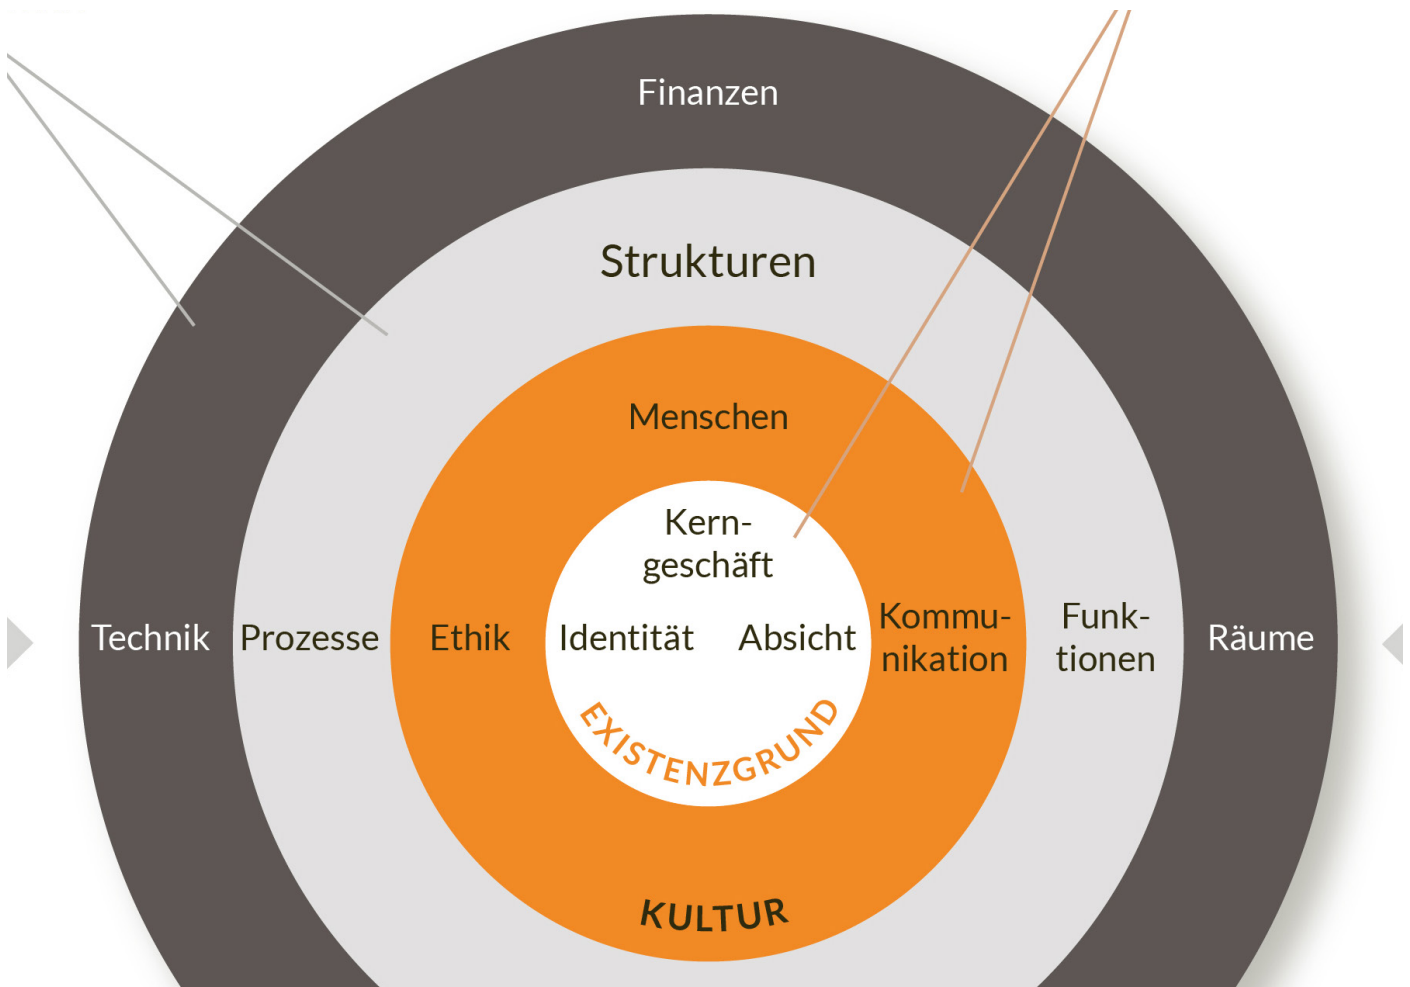 Finanzen
Strukturen
Menschen
Kern-
geschäft
Technik
Prozesse
Ethik
Identität
Absicht
Kommu-
nikation
Funk-
tionen
Räume
EXISTENZGRUND
KULTUR